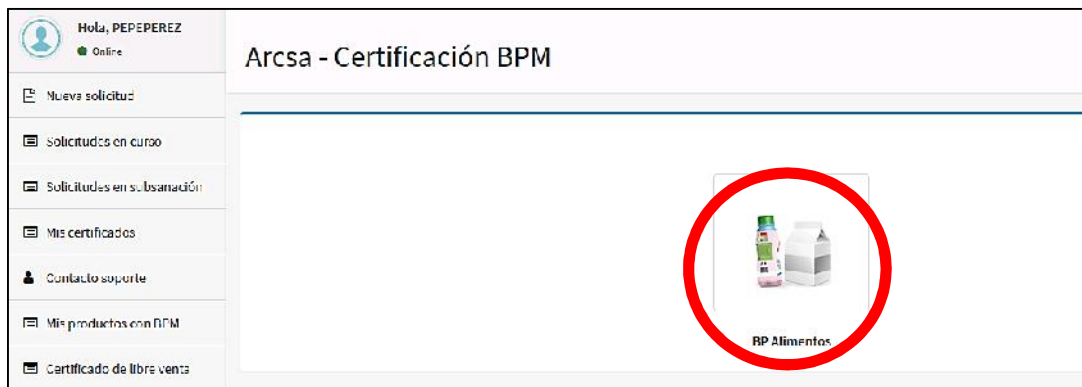 Hola, PEPEPEREZ
Online
Arcsa - Certificación BPM
Nueva solicitud
Solicitudes en curso
Solicitudes en subsanación
Mis certificados
Contacto soporte
Mis productos con BPM
Certificado de libre venta
BP Alimentos